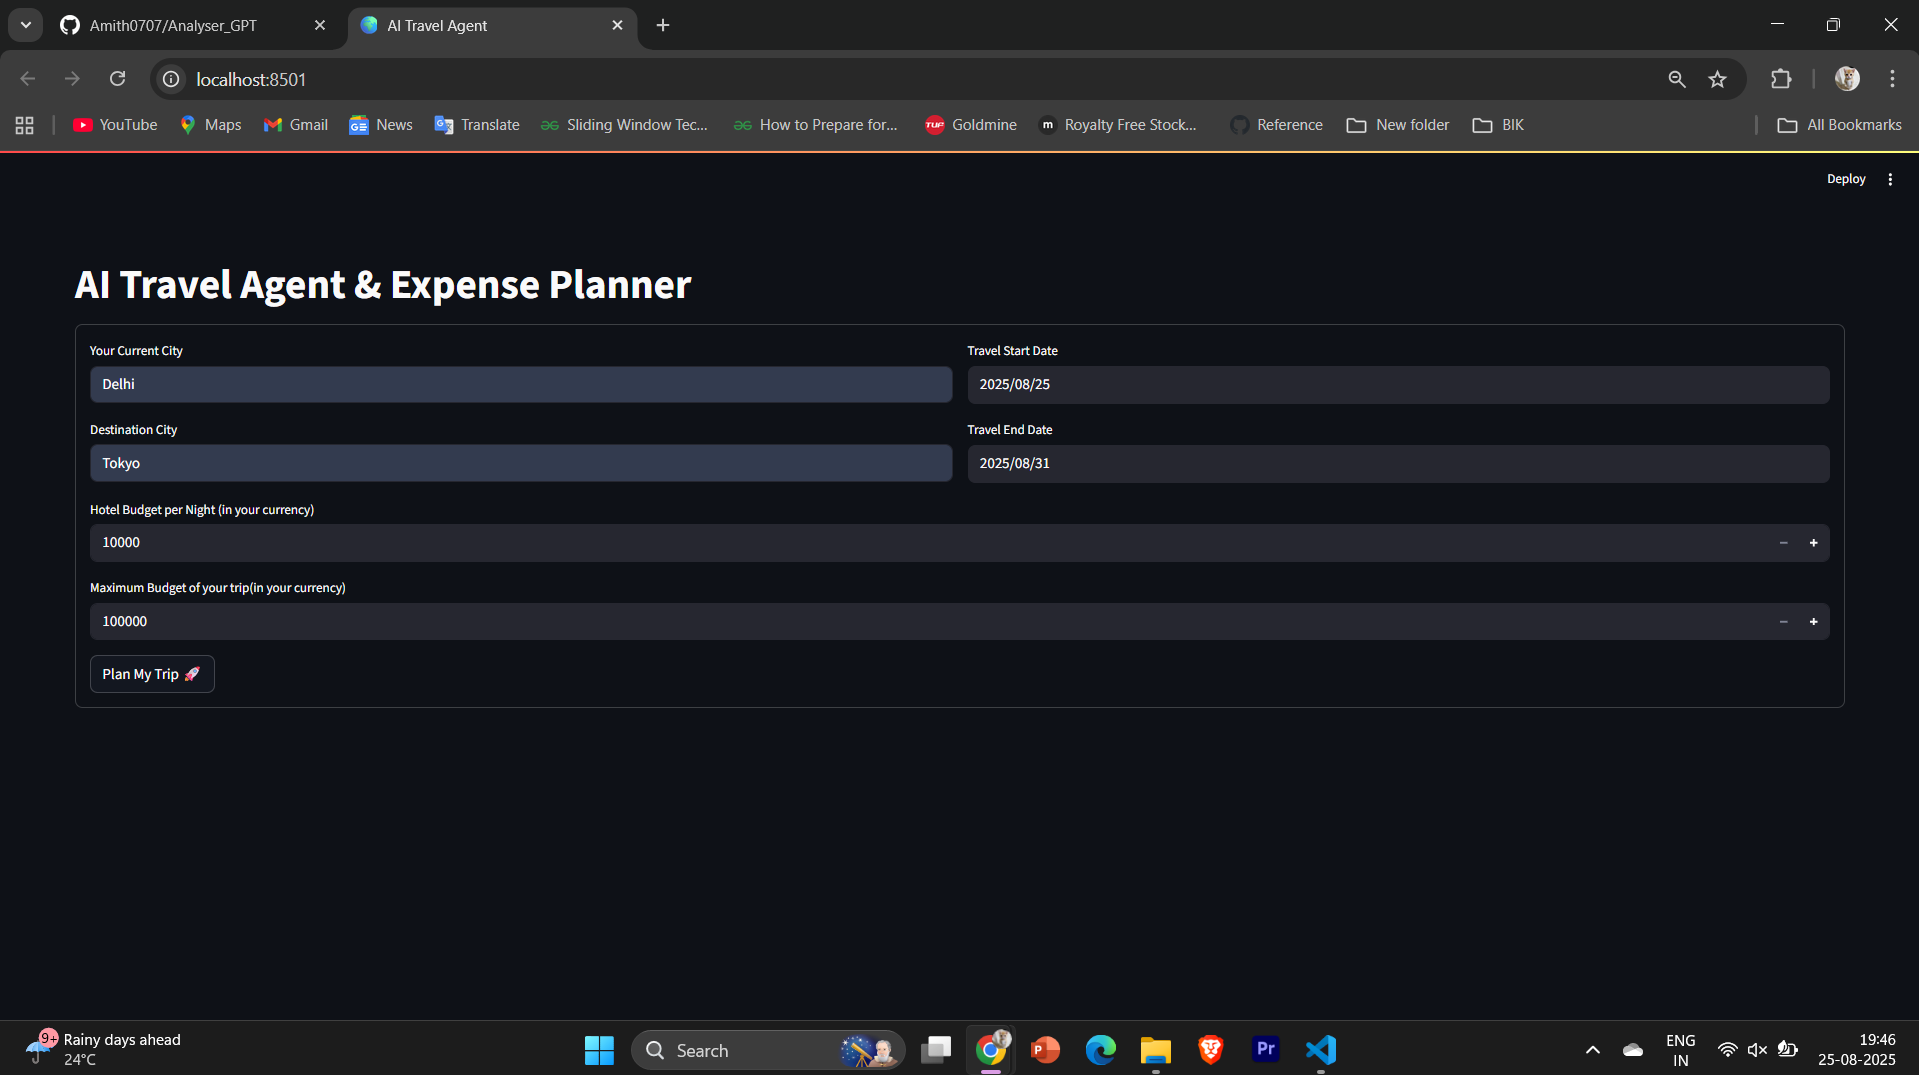 Amith0707/Analyser_GPT
AI Travel Agent
localhost:8501
YouTube
Maps
Gmail
News
Translate
Sliding Window Tec...
How to Prepare for...
TUF
Goldmine
m
Royalty Free Stock...
Reference
New folder
BIK
All Bookmarks
Deploy
AI Travel Agent & Expense Planner
Your Current City
Travel Start Date
Delhi
2025/08/25
Destination City
Travel End Date
Tokyo
2025/08/31
Hotel Budget per Night (in your currency)
10000
Maximum Budget of your trip(in your currency)
100000
Plan My Trip 🚀
9+
Rainy days ahead
24°C
Search
P
Pr
ENG
IN
19:46
25-08-2025